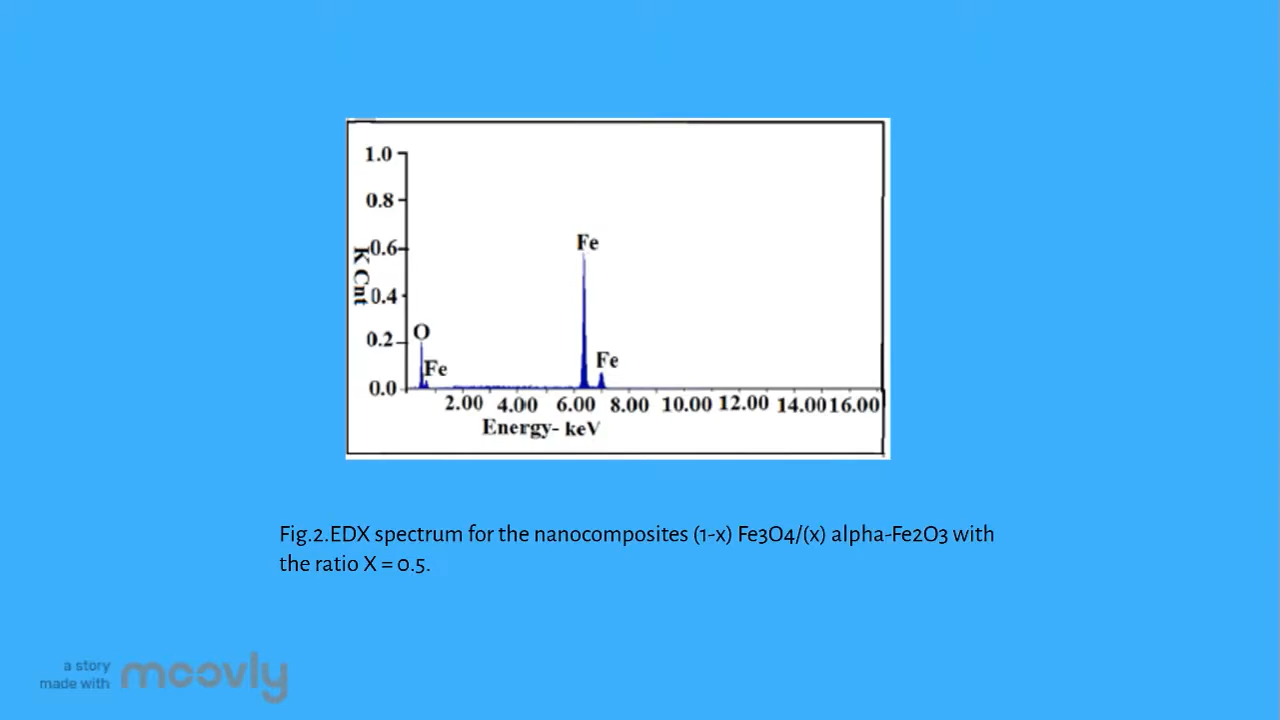 1.0
0.8
0.6
K Cnt
0.4
0.2
0.0
Fe
O
Fe
Fe
2.00 4.00 6.00 8.00 10.00 12.00 14.00 16.00
Energy- keV
Fig.2.EDX spectrum for the nanocomposites (1-x) Fe3O4/(x) alpha-Fe2O3 with
the ratio X = 0.5.
a story
made with
moovly